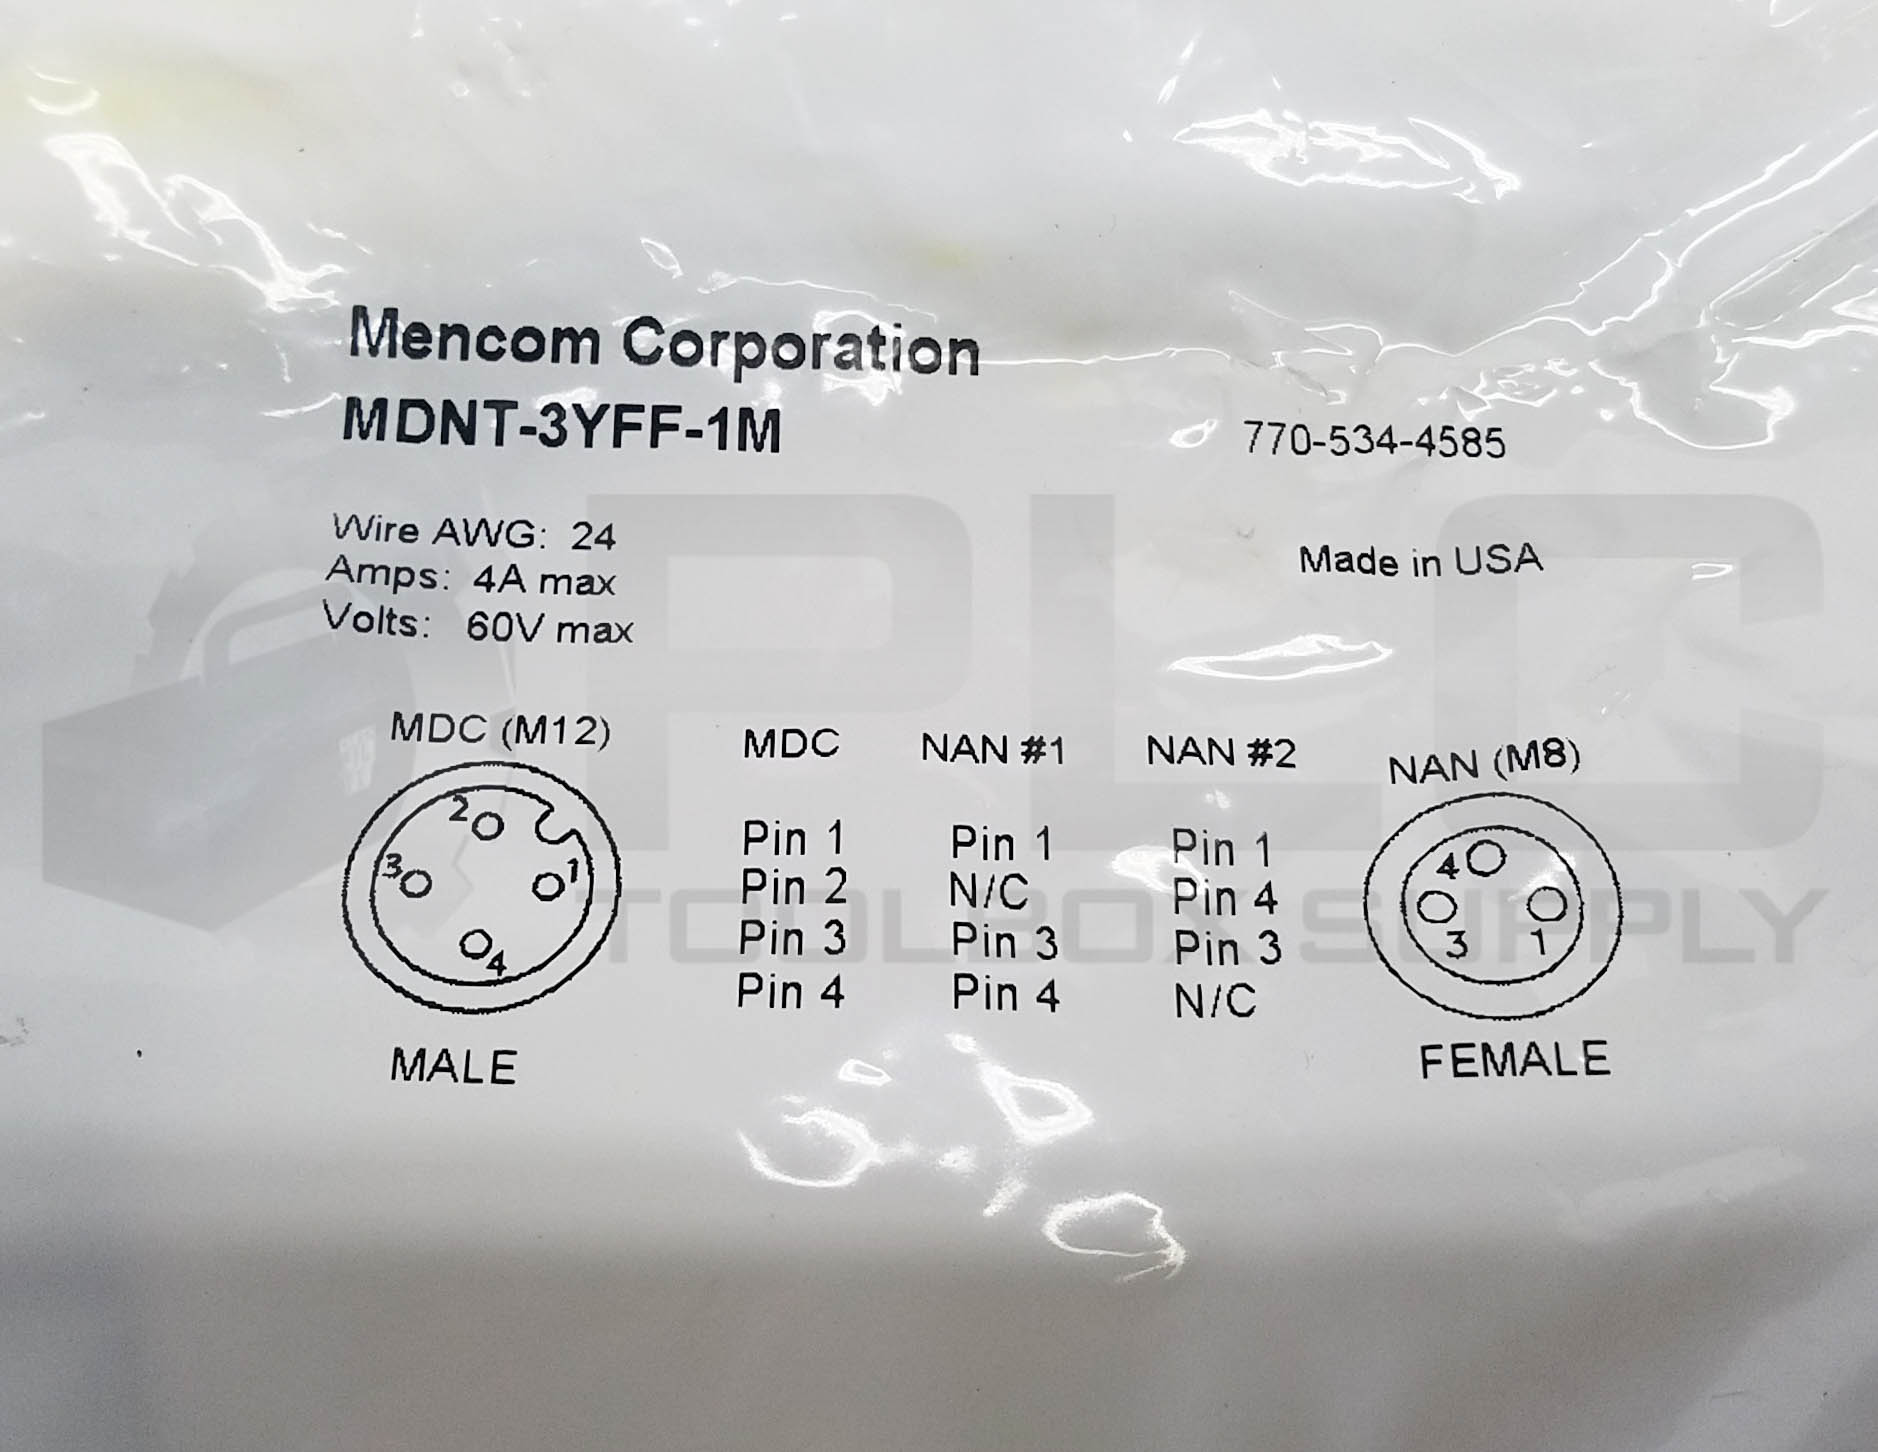 Mencom Corporation
MDNT-3YFF-1M
770-534-4585
Wire AWG: 24
Made in USA
Amps: 4A max
Volts: 60V max
MDC (M12)
MDC NAN #1 NAN #2
NAN (M8)
Pin 1 Pin 1 Pin 1
Pin 2 N/C Pin 4
Pin 3 Pin 3 Pin 3
Pin 4 Pin 4 N/C
2
3
1
4
4
3 1
MALE
FEMALE
PLC
TOOLBOX SUPPLY